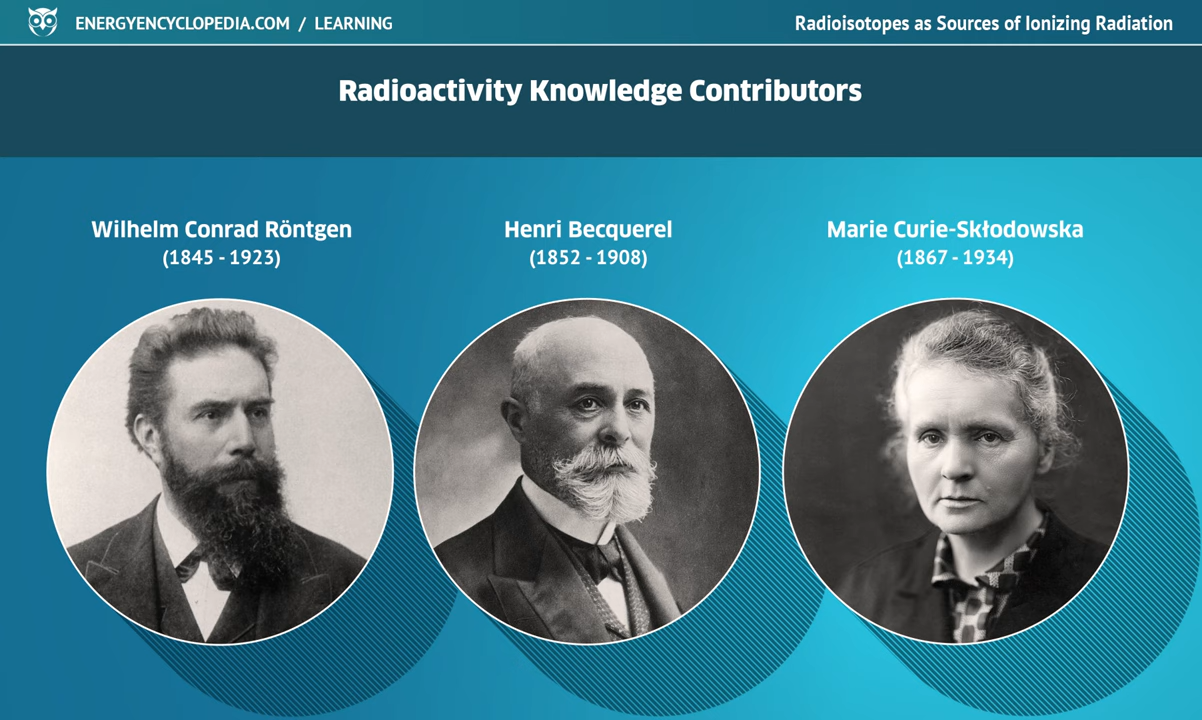 ENERGYENCYCLOPEDIA.COM / LEARNING
Radioisotopes as Sources of Ionizing Radiation
Radioactivity Knowledge Contributors
Wilhelm Conrad Röntgen
(1845 - 1923)
Henri Becquerel
(1852 - 1908)
Marie Curie-Skłodowska
(1867 - 1934)